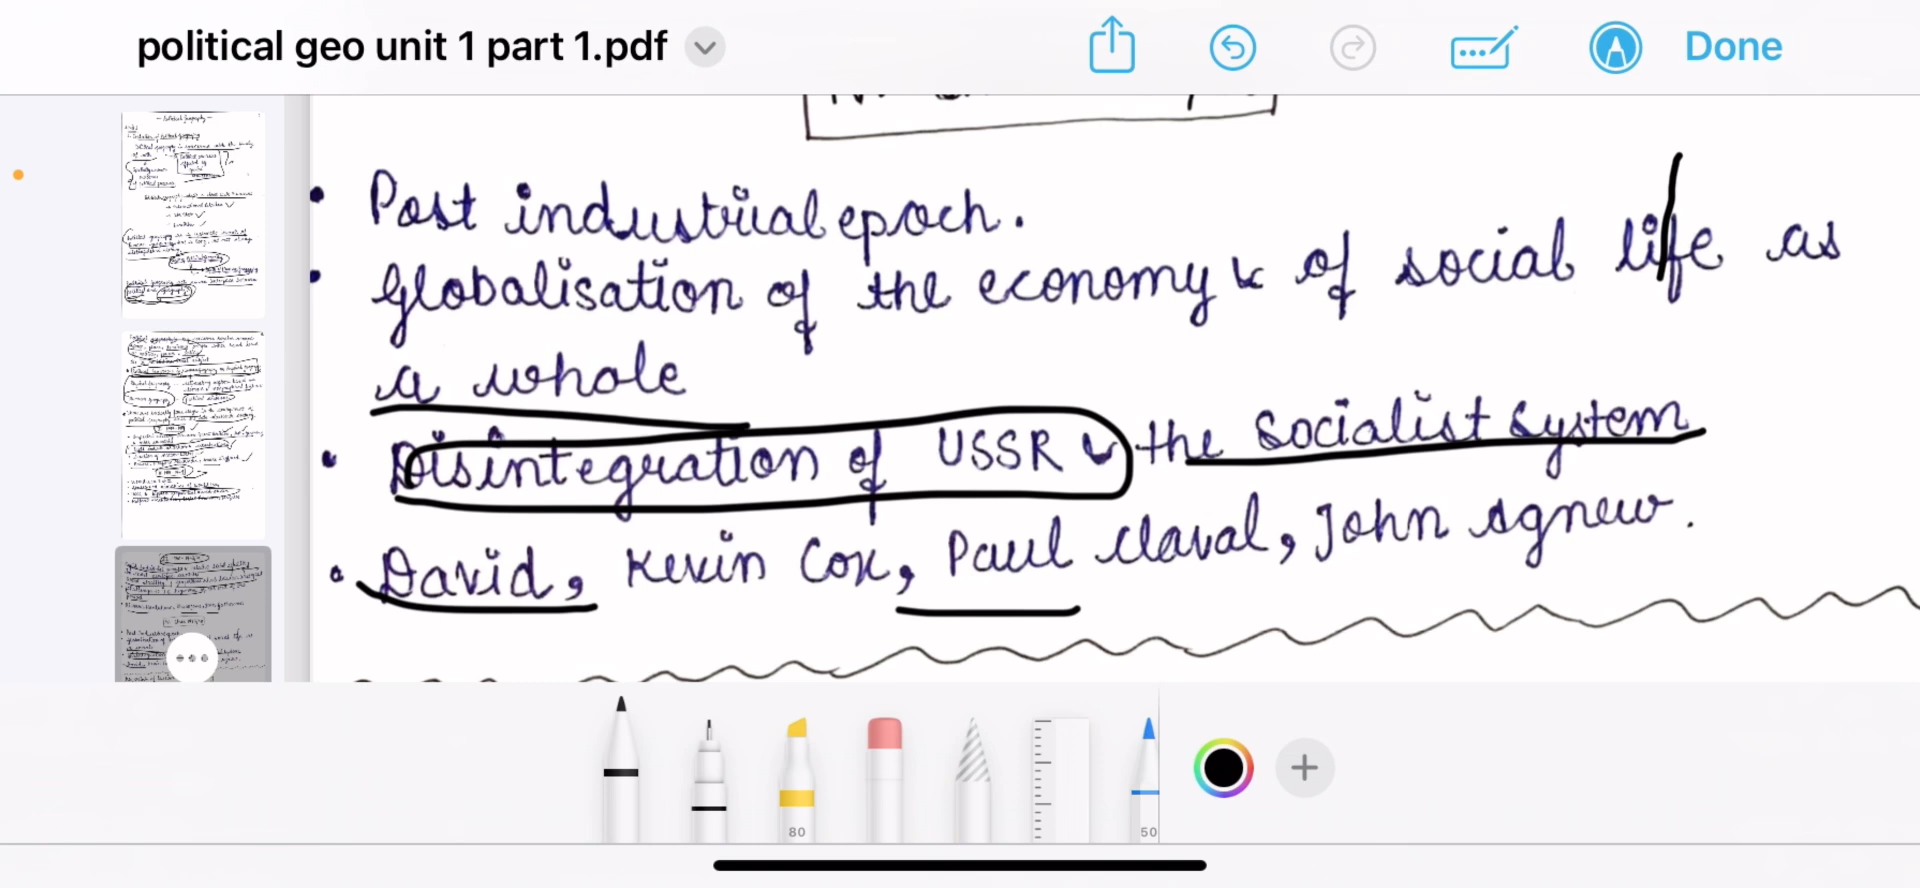 political geo unit 1 part 1.pdf
Done
• Post industrial epoch.
• Globalisation of the economy & of social life as
a whole
• Disintegration of USSR & the Socialist System
• David, Kevin Cox, Paul Claval, John Agnew.
80
50